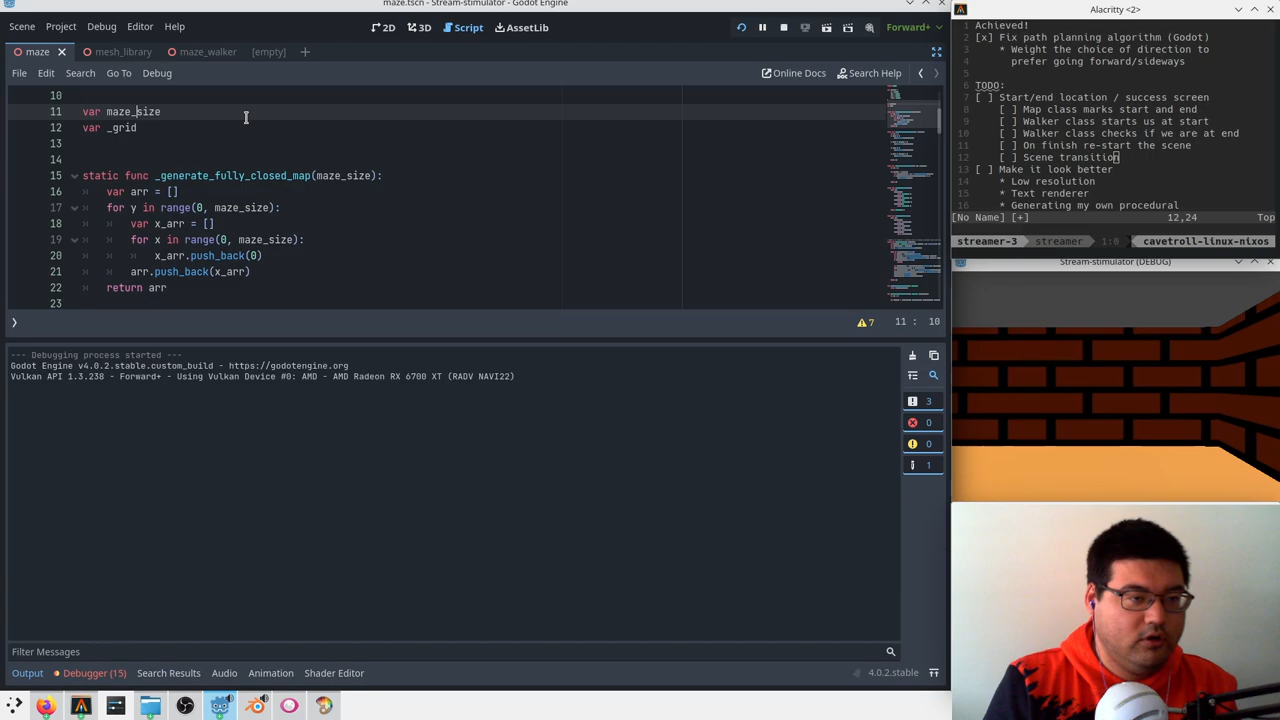 maze.tscn - Stream-stimulator - Godot Engine
Scene Project Debug Editor Help
2D 3D Script AssetLib
Forward+
maze mesh_library maze_walker [empty]
File Edit Search Go To Debug
Online Docs Search Help
10
11 var maze_size
12 var _grid
13
14
15 static func _generate_fully_closed_map(maze_size):
16 var arr = []
17 for y in range(0, maze_size):
18 var x_arr = []
19 for x in range(0, maze_size):
20 x_arr.push_back(0)
21 arr.push_back(x_arr)
22 return arr
23
7 11 : 10
--- Debugging process started ---
Godot Engine v4.0.2.stable.custom_build - https://godotengine.org
Vulkan API 1.3.238 - Forward+ - Using Vulkan Device #0: AMD - AMD Radeon RX 6700 XT (RADV NAVI22)
3
0
0
1
Filter Messages
Output Debugger (15) Search Results Audio Animation Shader Editor
4.0.2.stable
Alacritty <2>
1 Achieved!
2 [x] Fix path planning algorithm (Godot)
3 * Weight the choice of direction to
4 prefer going forward/sideways
5
6 TODO:
7 [ ] Start/end location / success screen
8 [ ] Map class marks start and end
9 [ ] Walker class starts us at start
10 [ ] Walker class checks if we are at end
11 [ ] On finish re-start the scene
12 [ ] Scene transition
13 [ ] Make it look better
14 * Low resolution
15 * Text renderer
16 * Generating my own procedural
[No Name] [+] 12,24 Top
streamer-3 streamer 1:0 cavetroll-linux-nixos
Stream-stimulator (DEBUG)